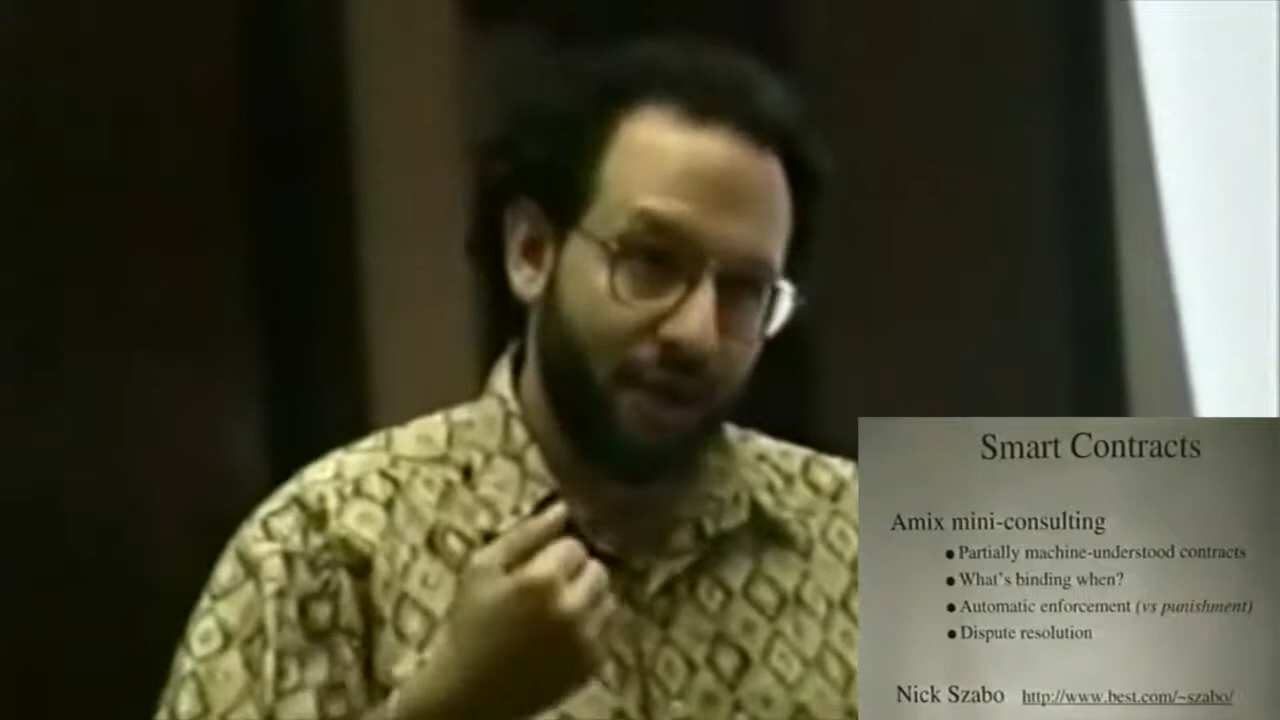 Smart Contracts
Amix mini-consulting
● Partially machine-understood contracts
● What's binding when?
● Automatic enforcement (vs punishment)
● Dispute resolution
Nick Szabo http://www.best.com/~szabo/